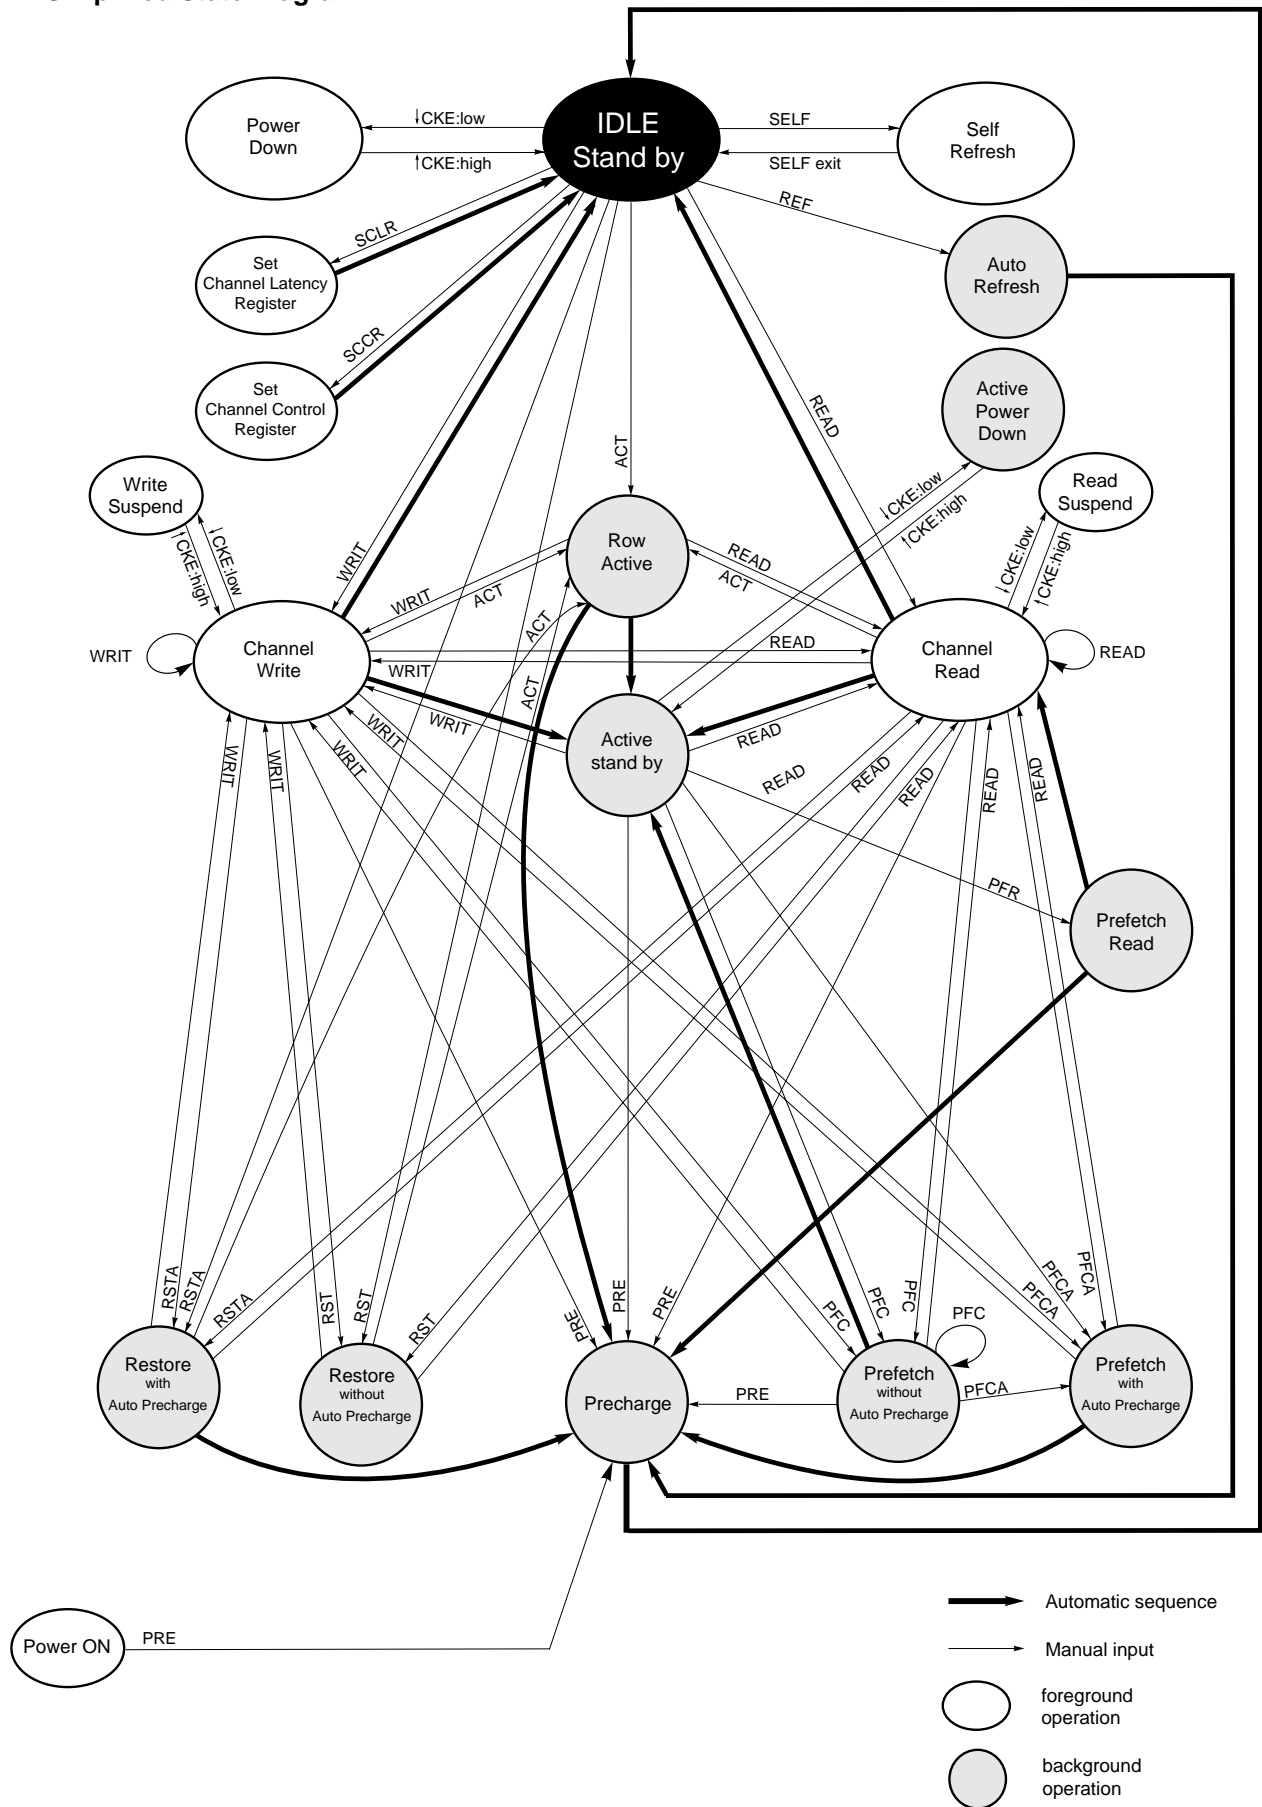 IDLE
Stand by
Power
Down
↓CKE:low
↑CKE:high
SELF
SELF exit
Self
Refresh
REF
SCLR
Set
Channel Latency
Register
Auto
Refresh
SCCR
Set
Channel Control
Register
READ
ACT
Active
Power
Down
Write
Suspend
↑CKE:high
↓CKE:low
WRIT
Row
Active
↓CKE:low
↑CKE:high
Read
Suspend
↓CKE:low
↑CKE:high
WRIT
ACT
READ
ACT
ACT
ACT
WRIT
Channel
Write
READ
WRIT
Channel
Read
READ
WRIT
Active
stand by
READ
WRIT
WRIT
WRIT
WRIT
READ
READ
READ
READ
READ
PFR
Prefetch
Read
RSTA
RSTA
RSTA
RST
RST
RST
PRE
PRE
PRE
PFC
PFC
PFC
PFC
PFCA
PFCA
PFCA
Restore
with
Auto Precharge
Restore
without
Auto Precharge
Precharge
PRE
Prefetch
without
Auto Precharge
PFCA
Prefetch
with
Auto Precharge
Power ON
PRE
Automatic sequence
Manual input
foreground
operation
background
operation